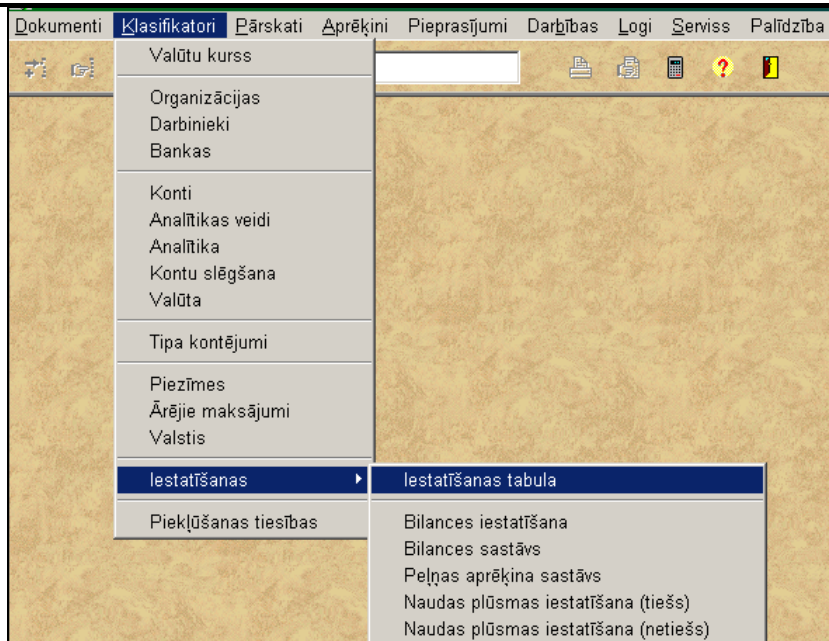 Dokumenti Klasifikatori Pārskati Aprēķini Pieprasījumi Darbības Logi Serviss Palīdzība
Valūtu kurss
Organizācijas
Darbinieki
Bankas
Konti
Analītikas veidi
Analītika
Kontu slēgšana
Valūta
Tipa kontējumi
Piezīmes
Ārējie maksājumi
Valstis
Iestatīšanas
Iestatīšanas tabula
Piekļūšanas tiesības
Bilances iestatīšana
Bilances sastāvs
Peļņas aprēķina sastāvs
Naudas plūsmas iestatīšana (tiešs)
Naudas plūsmas iestatīšana (netiešs)